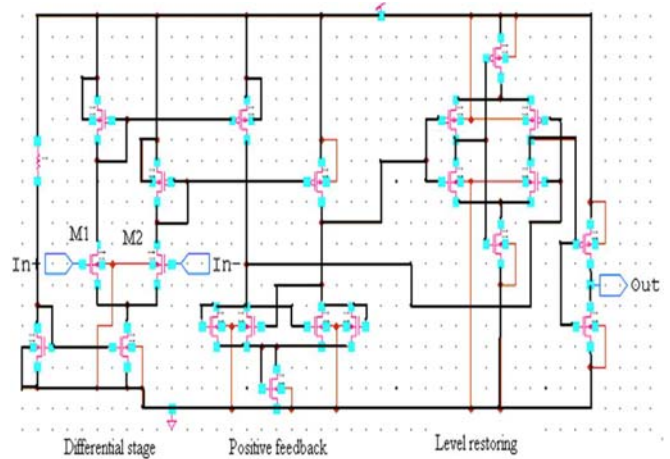 M1 M2
In+ In-
Out
Differential stage Positive feedback Level restoring